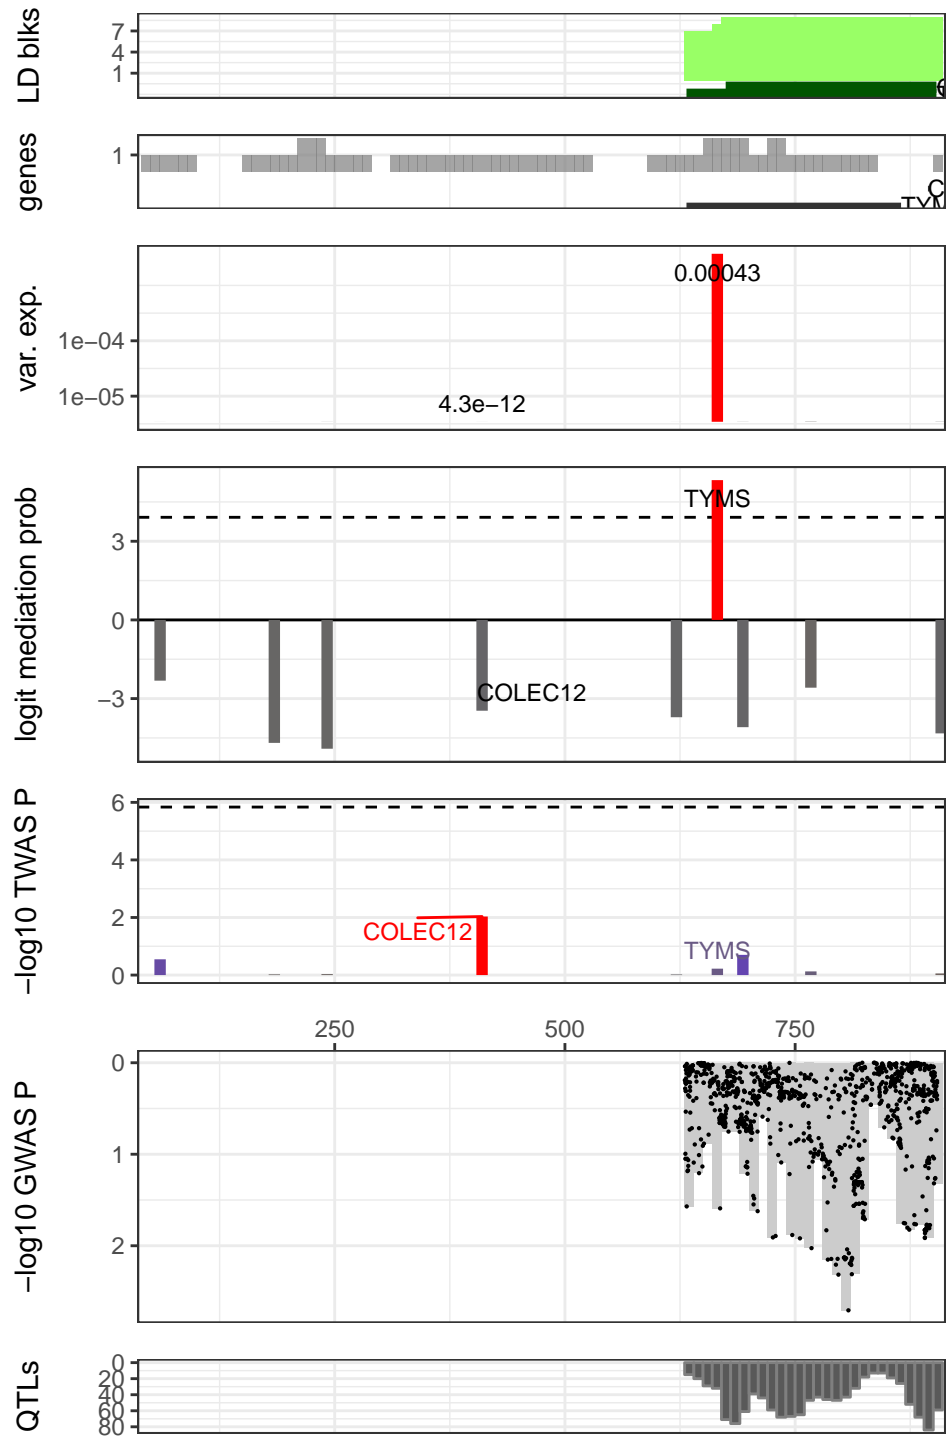 LD blks
7
4
1
genes
1
C
TYM
var. exp.
1e−04
1e−05
0.00043
4.3e−12
logit mediation prob
3
0
−3
TYMS
COLEC12
−log10 TWAS P
6
4
2
0
COLEC12
TYMS
250 500 750
−log10 GWAS P
0
1
2
QTLs
0
20
40
60
80